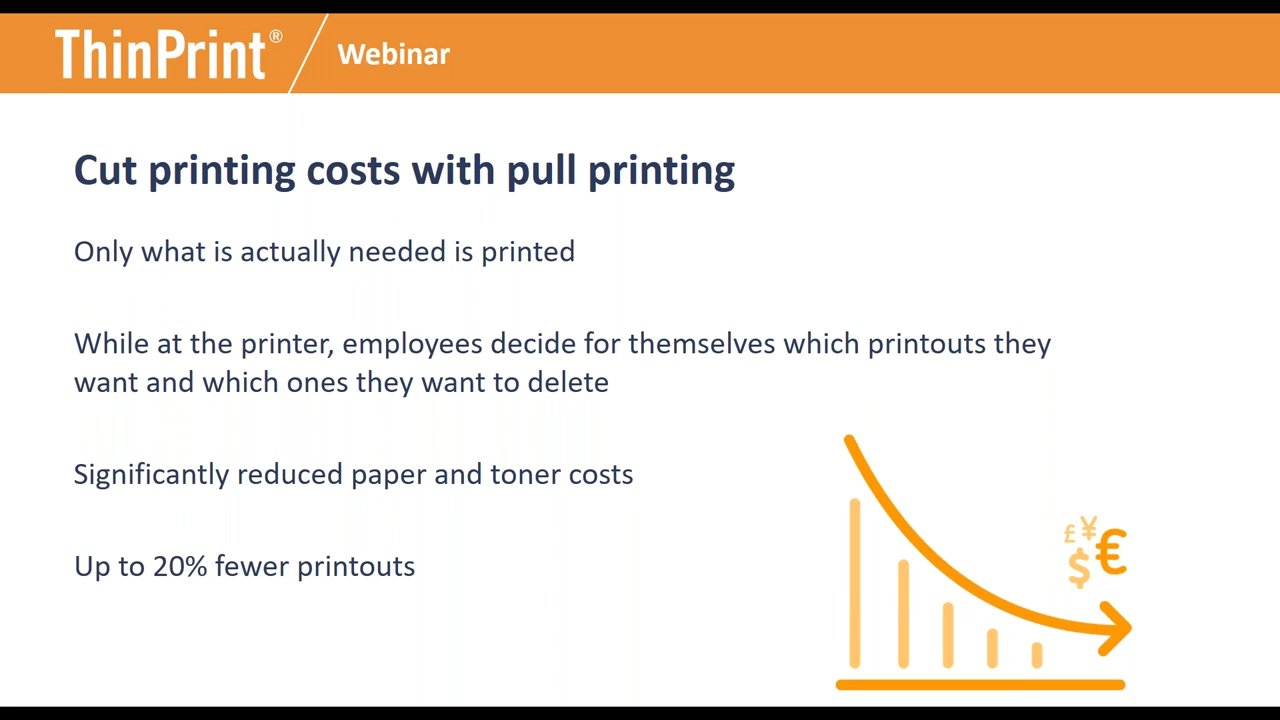 ThinPrint® Webinar
Cut printing costs with pull printing
Only what is actually needed is printed
While at the printer, employees decide for themselves which printouts they
want and which ones they want to delete
Significantly reduced paper and toner costs
Up to 20% fewer printouts
£ ¥ $ €